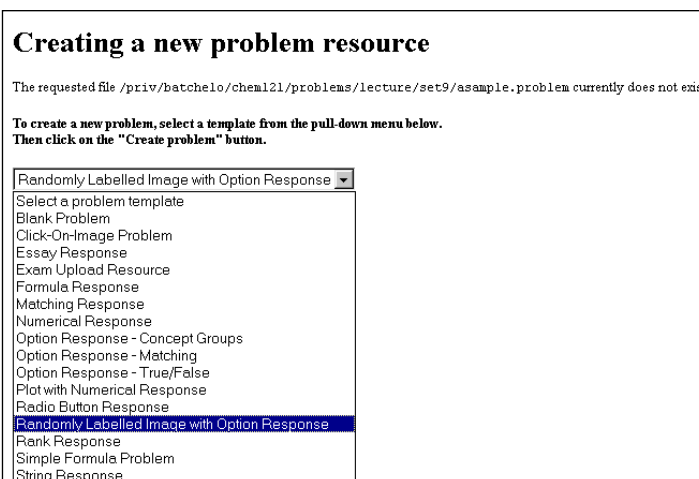 Creating a new problem resource
The requested file /priv/batchelo/chem121/problems/lecture/set9/asample.problem currently does not exis
To create a new problem, select a template from the pull-down menu below.
Then click on the "Create problem" button.
Randomly Labelled Image with Option Response
Select a problem template
Blank Problem
Click-On-Image Problem
Essay Response
Exam Upload Resource
Formula Response
Matching Response
Numerical Response
Option Response - Concept Groups
Option Response - Matching
Option Response - True/False
Plot with Numerical Response
Radio Button Response
Randomly Labelled Image with Option Response
Rank Response
Simple Formula Problem
String Response